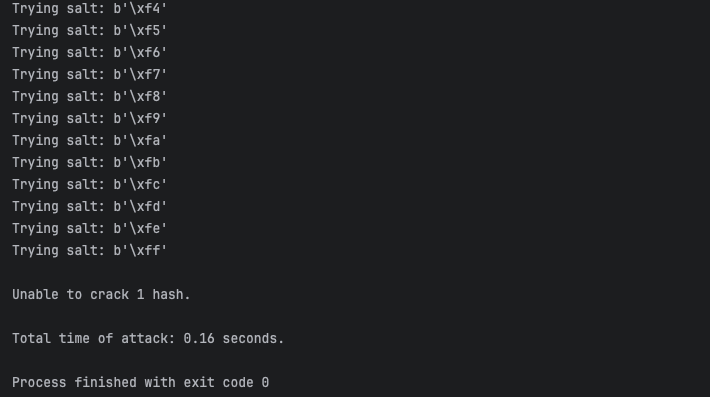 Trying salt: b'\xf4'
Trying salt: b'\xf5'
Trying salt: b'\xf6'
Trying salt: b'\xf7'
Trying salt: b'\xf8'
Trying salt: b'\xf9'
Trying salt: b'\xfa'
Trying salt: b'\xfb'
Trying salt: b'\xfc'
Trying salt: b'\xfd'
Trying salt: b'\xfe'
Trying salt: b'\xff'
Unable to crack 1 hash.
Total time of attack: 0.16 seconds.
Process finished with exit code 0